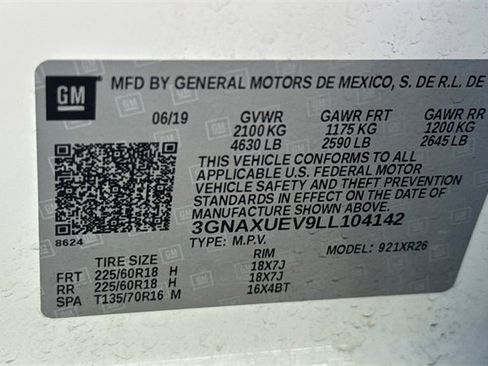 GM MFD BY GENERAL MOTORS DE MEXICO, S. DE R.L. DE
06/19 GVWR GAWR FRT GAWR RR
2100 KG 1175 KG 1200 KG
4630 LB 2590 LB 2645 LB
THIS VEHICLE CONFORMS TO ALL
APPLICABLE U.S. FEDERAL MOTOR
VEHICLE SAFETY AND THEFT PREVENTION
STANDARDS IN EFFECT ON THE DATE OF
MANUFACTURE SHOWN ABOVE.
3GNAXUEV9LL104142
8624 TYPE: M.P.V. MODEL: 921XR26
TIRE SIZE RIM
FRT 225/60R18 H 18X7J
RR 225/60R18 H 18X7J
SPA T135/70R16 M 16X4BT